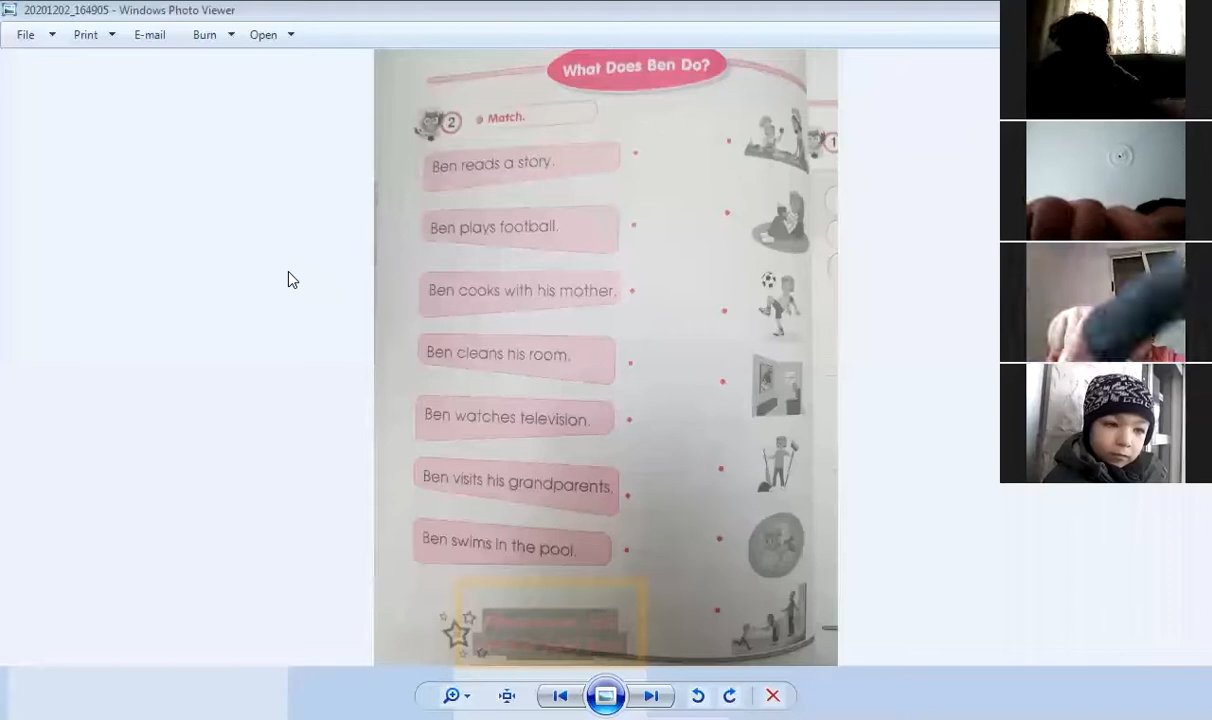 20201202_164905 - Windows Photo Viewer
File Print E-mail Burn Open
What Does Ben Do?
2 Match.
1
Ben reads a story.
Ben plays football.
Ben cooks with his mother.
Ben cleans his room.
Ben watches television.
Ben visits his grandparents.
Ben swims in the pool.